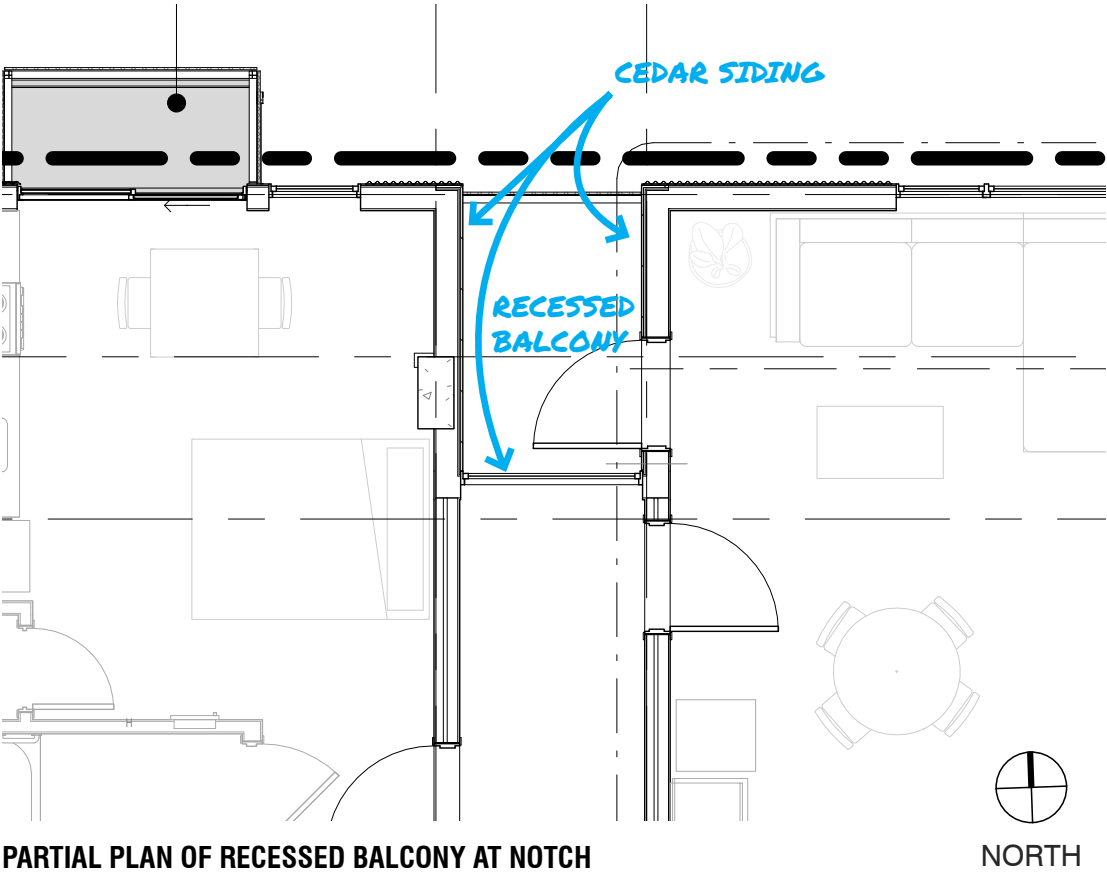 CEDAR SIDING
RECESSED
BALCONY
PARTIAL PLAN OF RECESSED BALCONY AT NOTCH
NORTH